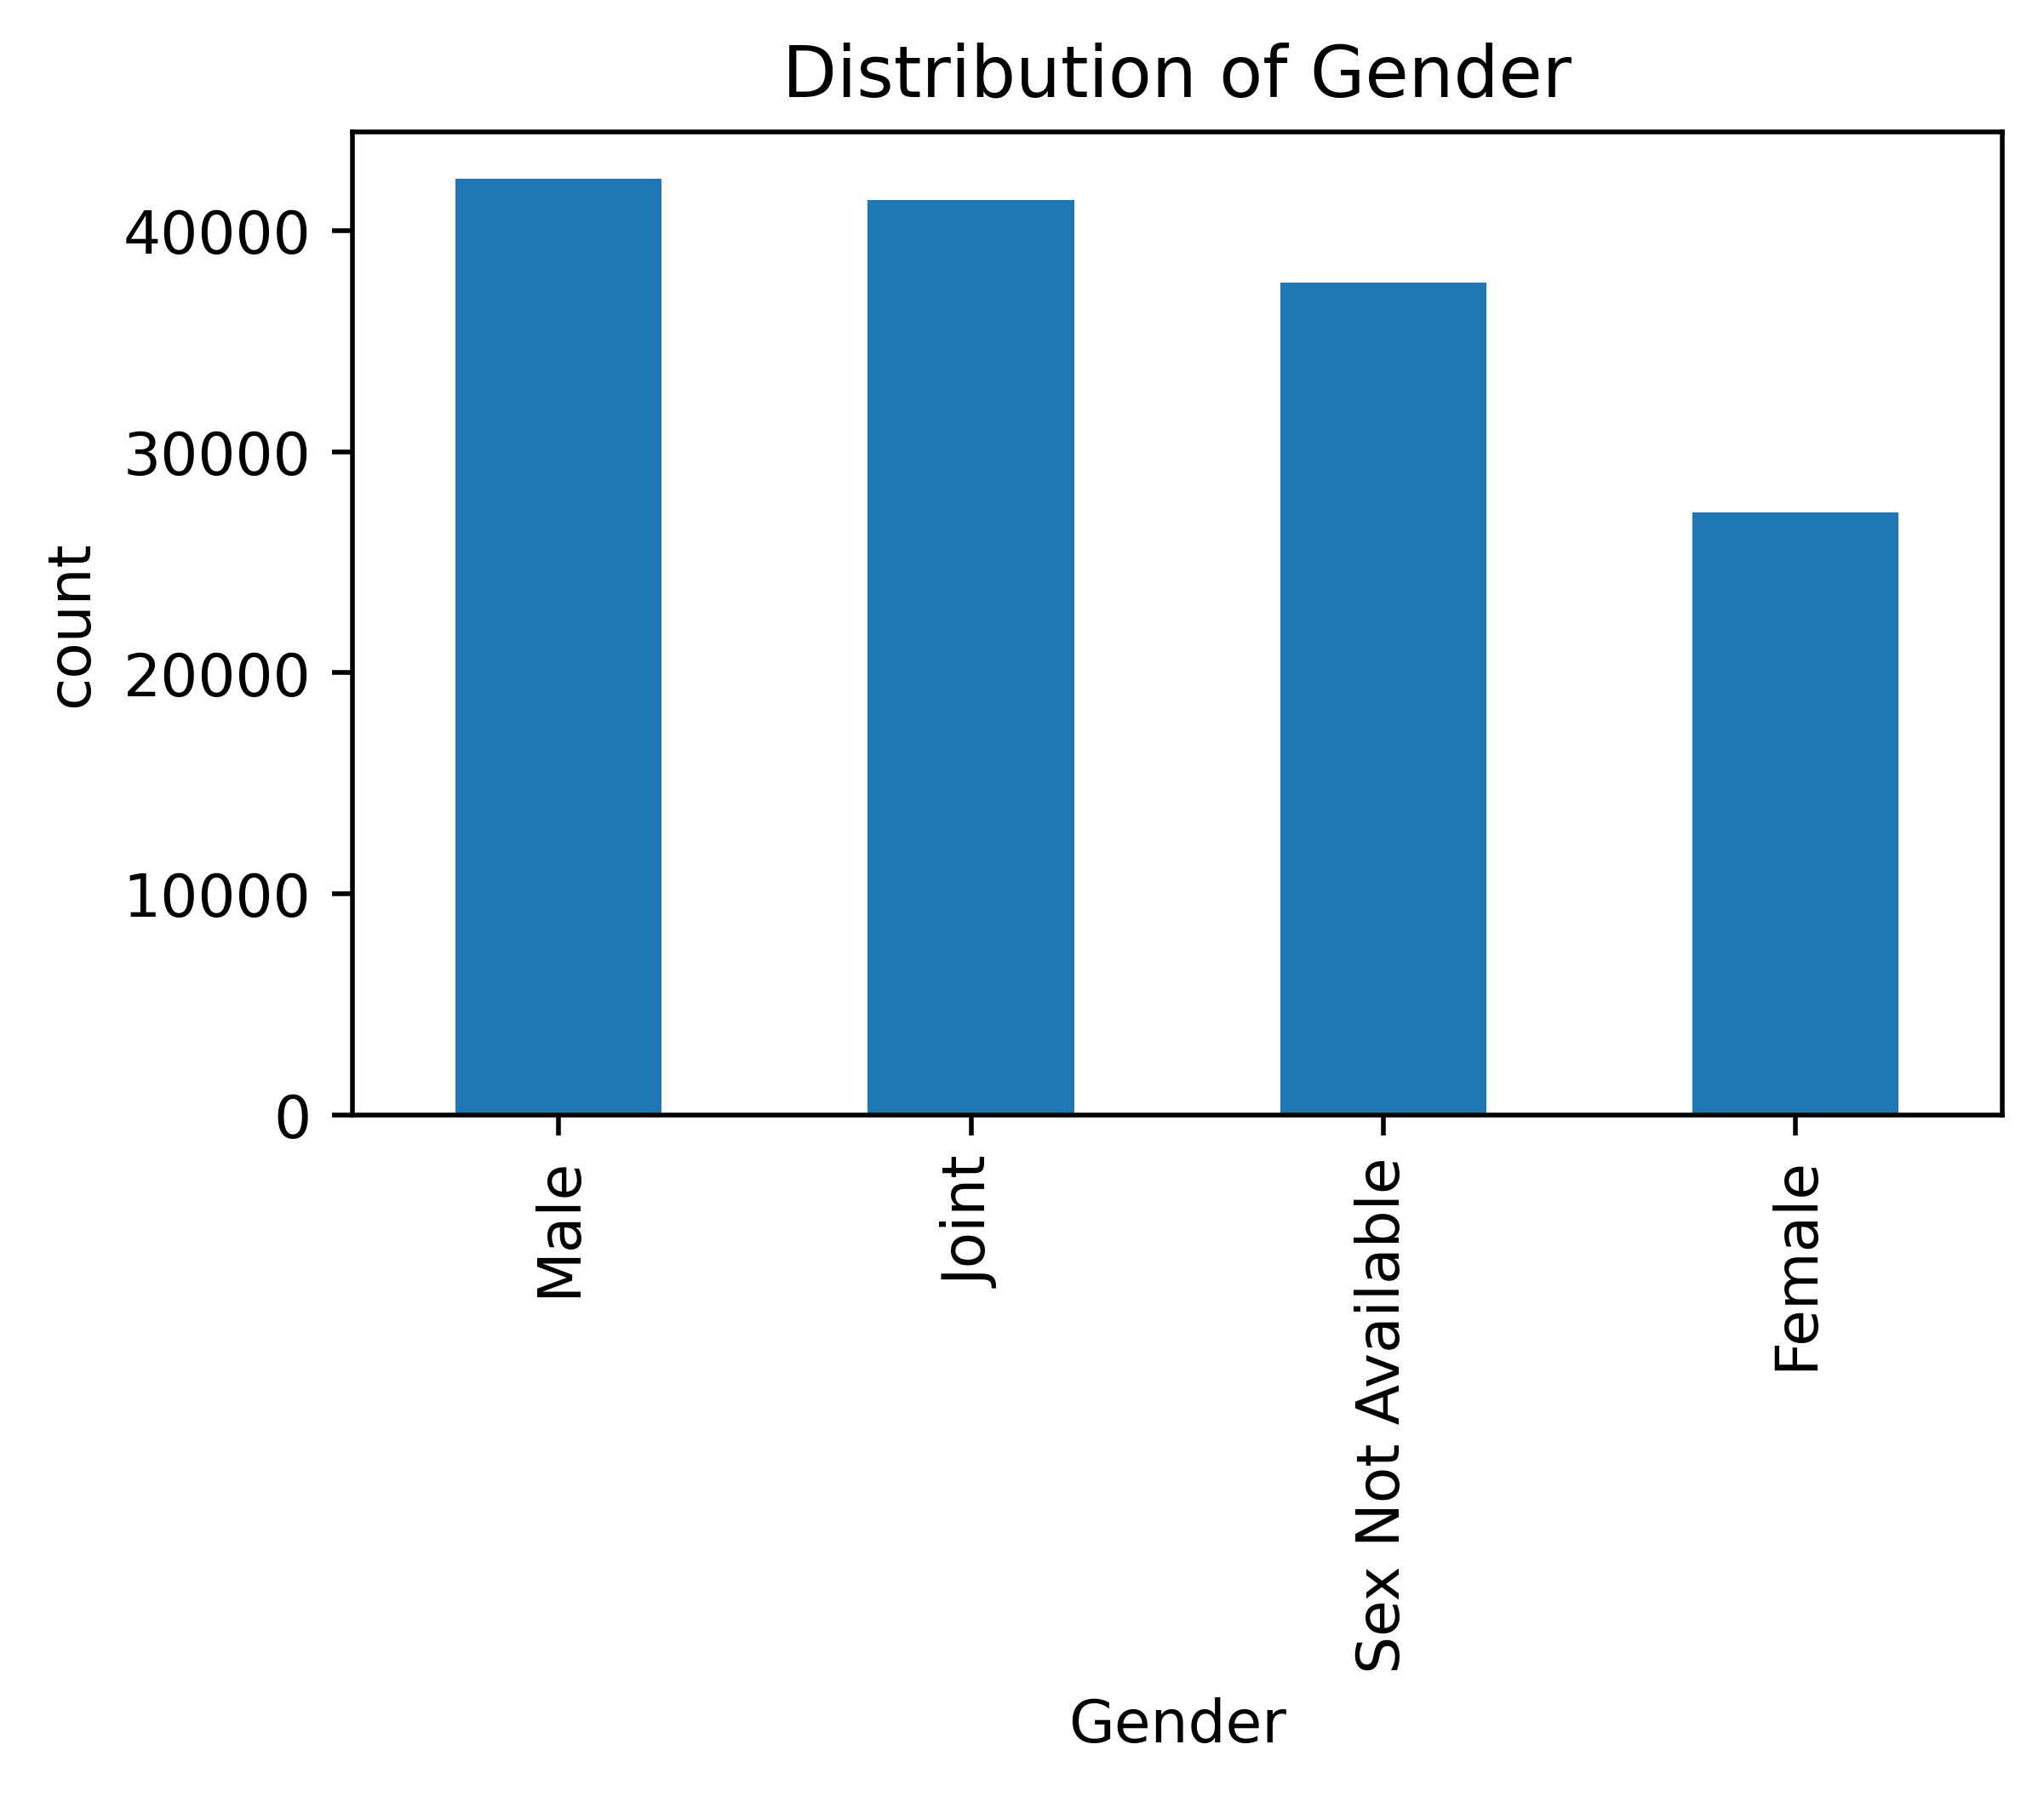 Distribution of Gender
count
40000
30000
20000
10000
0
Male
Joint
Sex Not Available
Female
Gender